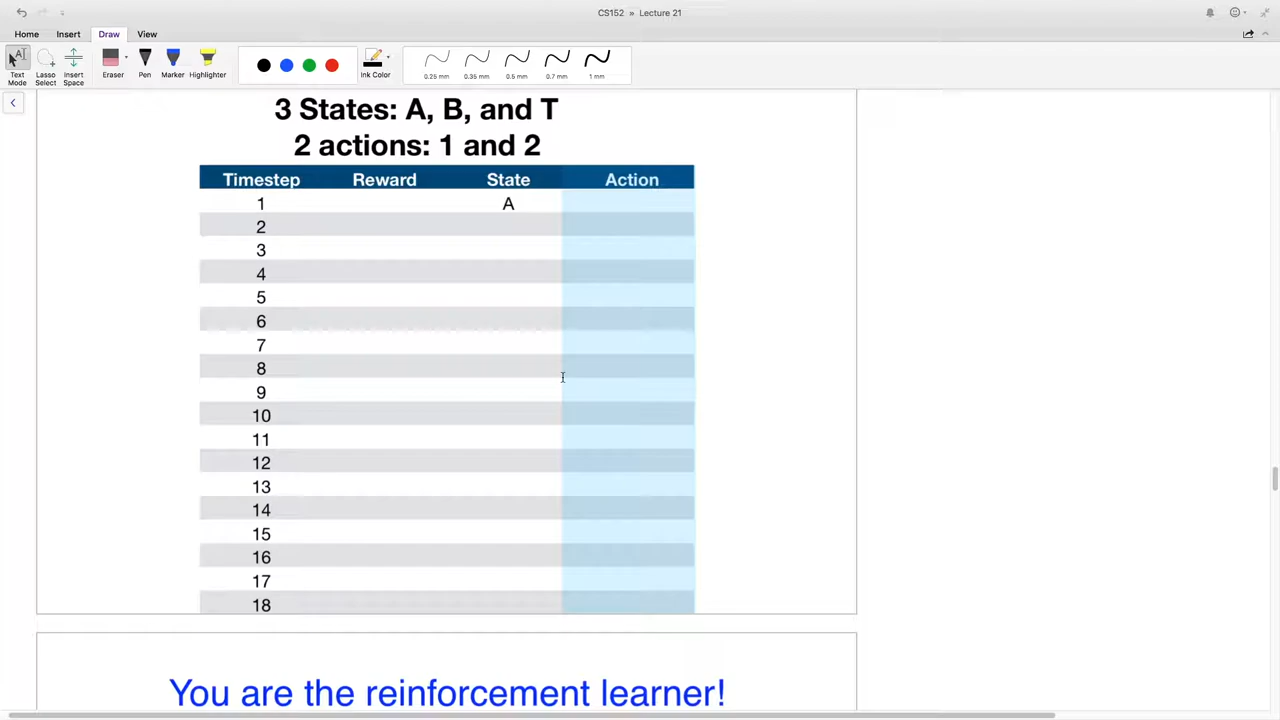 CS152 » Lecture 21
Home Insert Draw View
Text Mode
Lasso Select
Insert Space
Eraser
Pen
Marker
Highlighter
Ink Color
0.25 mm
0.35 mm
0.5 mm
0.7 mm
1 mm
3 States: A, B, and T
2 actions: 1 and 2
Timestep Reward State Action
1 A
2
3
4
5
6
7
8
9
10
11
12
13
14
15
16
17
18
You are the reinforcement learner!